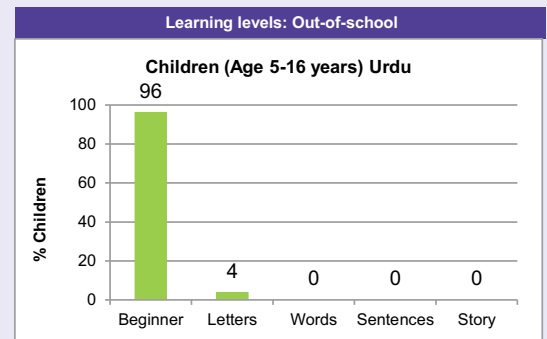 Learning levels: Out-of-school
Children (Age 5-16 years) Urdu
% Children
100
80
60
40
20
0
96
4
0
0
0
Beginner Letters Words Sentences Story